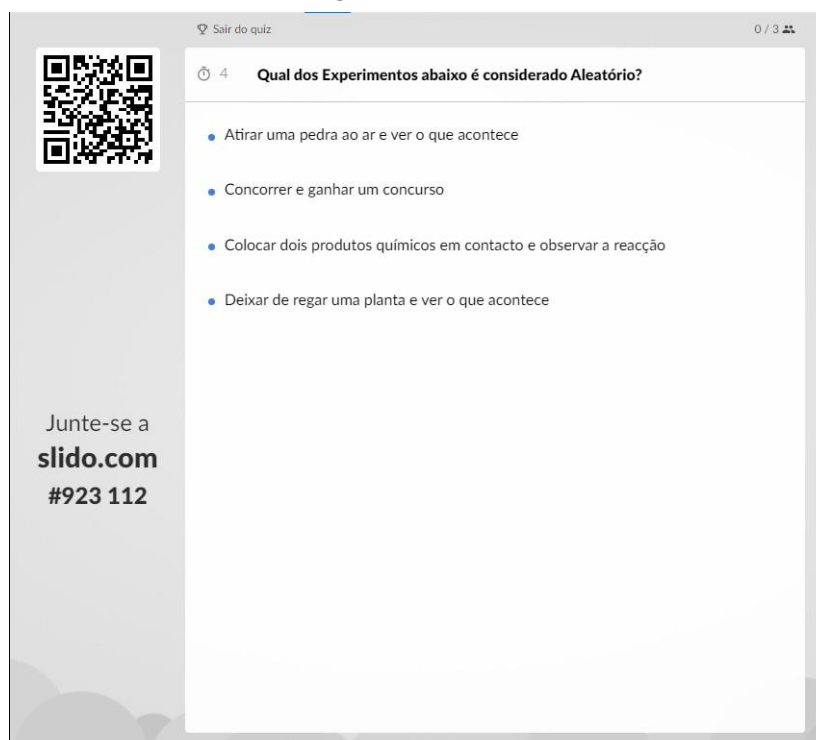 Sair do quiz
0 / 3
4 Qual dos Experimentos abaixo é considerado Aleatório?
Atirar uma pedra ao ar e ver o que acontece
Concorrer e ganhar um concurso
Colocar dois produtos químicos em contacto e observar a reacção
Deixar de regar uma planta e ver o que acontece
Junte-se a
slido.com
#923 112